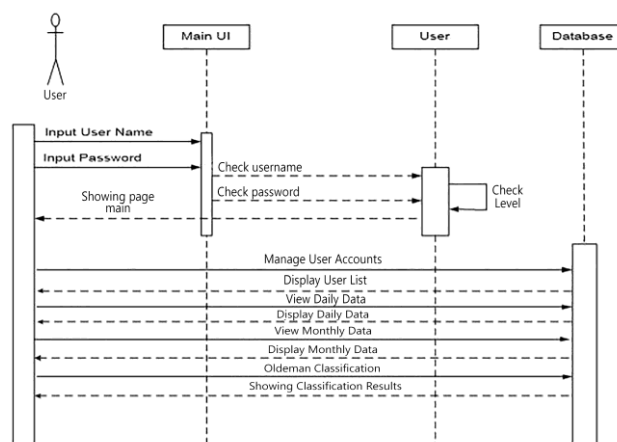 Main UI
User
Database
User
Input User Name
Input Password
Check username
Check password
Check
Level
Showing page
main
Manage User Accounts
Display User List
View Daily Data
Display Daily Data
View Monthly Data
Display Monthly Data
Oldeman Classification
Showing Classification Results